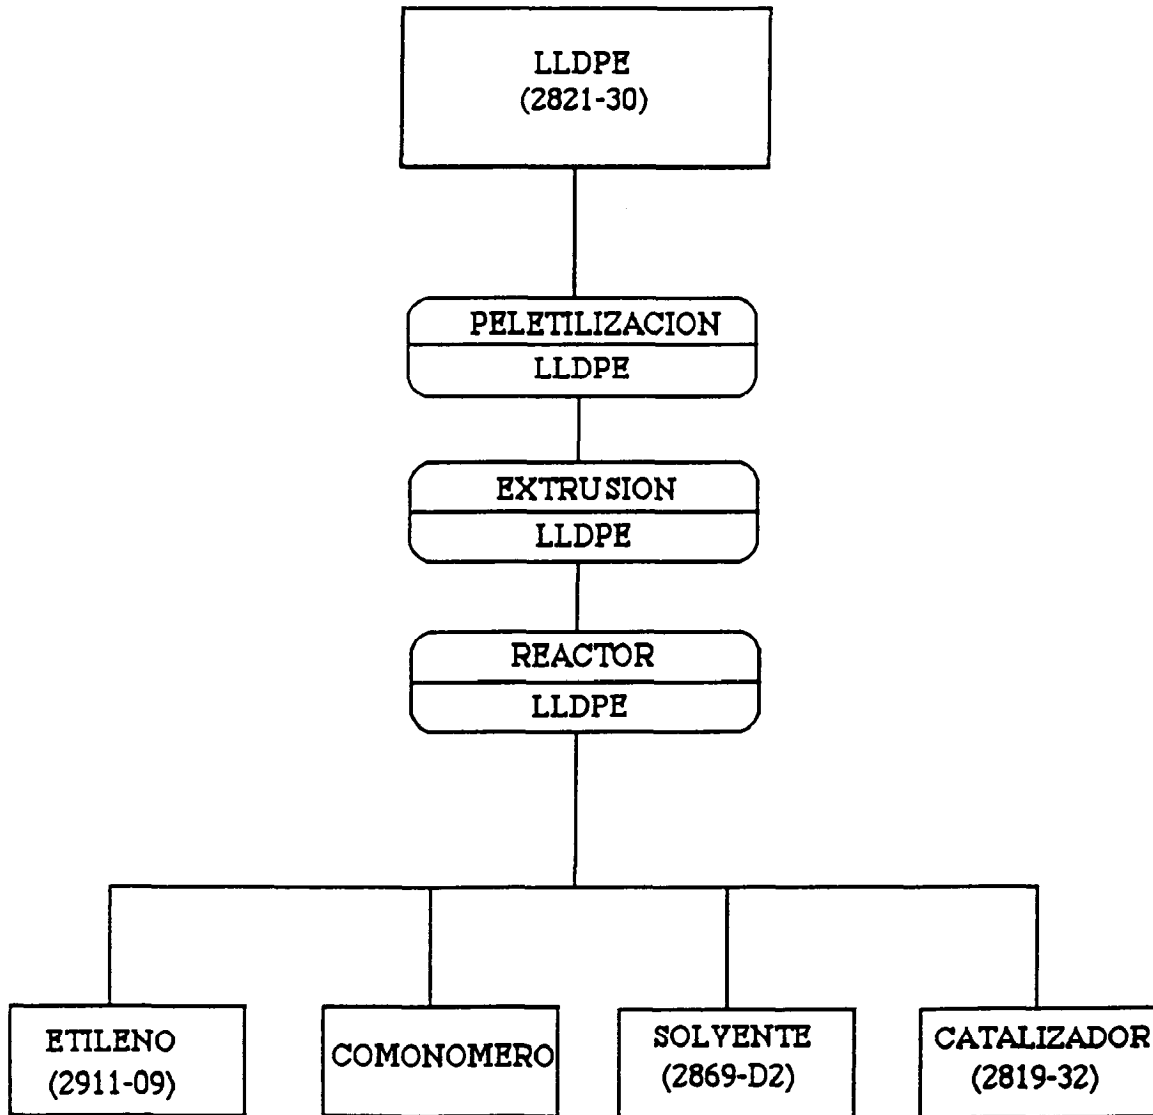 LLDPE
(2821-30)
PELETILIZACION
LLDPE
EXTRUSION
LLDPE
REACTOR
LLDPE
ETILENO
(2911-09)
COMONOMERO
SOLVENTE
(2869-D2)
CATALIZADOR
(2819-32)